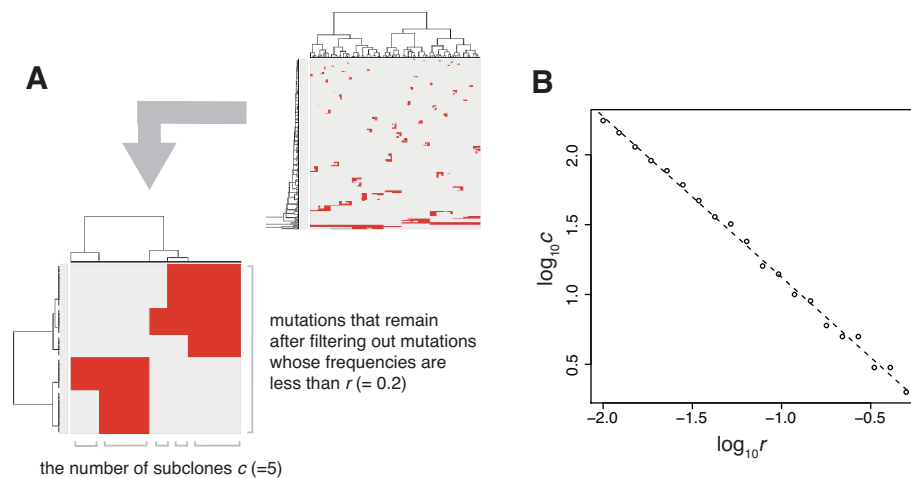 A
mutations that remain
after filtering out mutations
whose frequencies are
less than r (= 0.2)
the number of subclones c (=5)
B
log₁₀c
2.0
1.5
1.0
0.5
−2.0 −1.5 −1.0 −0.5
log₁₀r